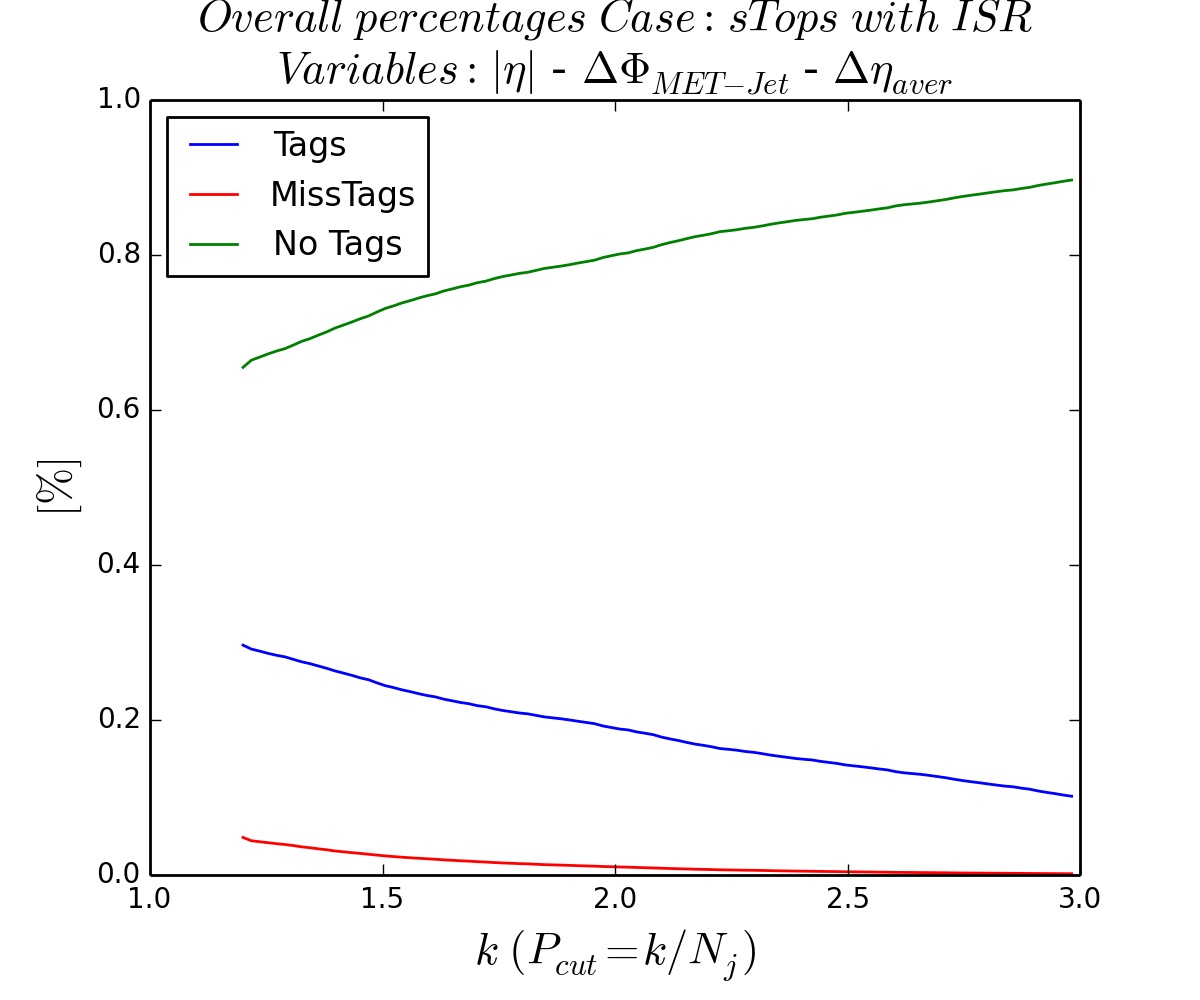 Overall percentages Case: sTops with ISR
Variables: |η| - ΔΦ_{MET-Jet} - Δη_{aver}
1.0
Tags
MissTags
No Tags
0.8
0.6
[%]
0.4
0.2
0.0
1.0 1.5 2.0 2.5 3.0
k (P_{cut}=k/N_j)